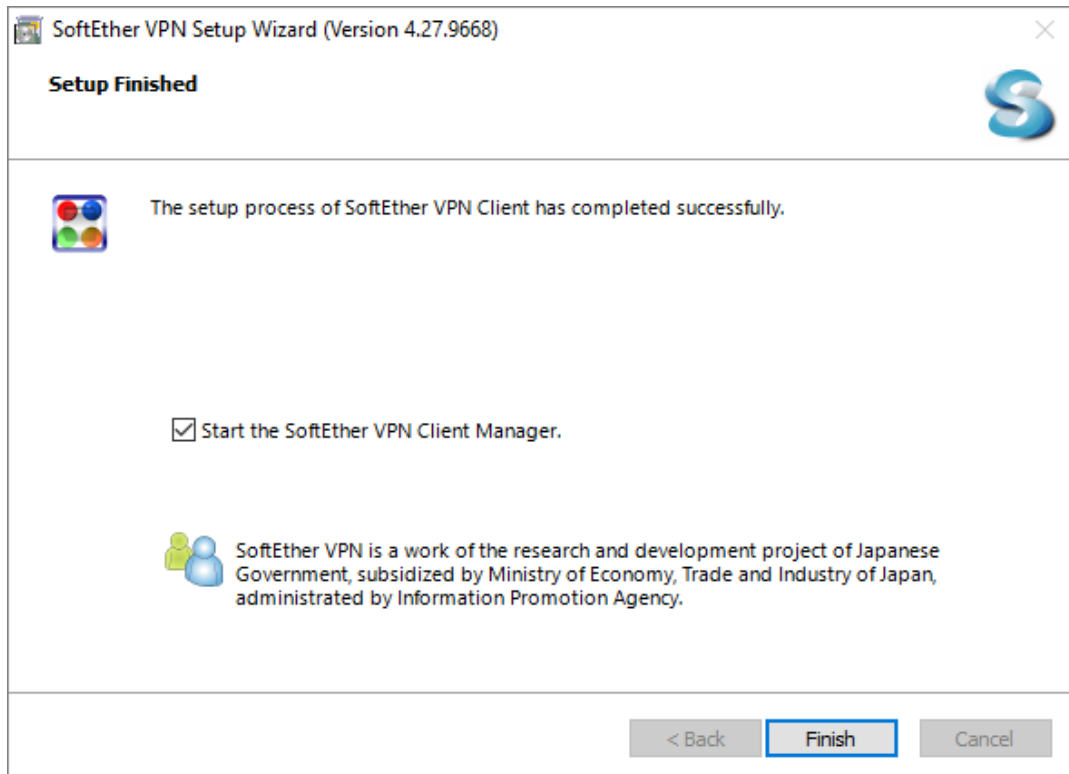 SoftEther VPN Setup Wizard (Version 4.27.9668)
Setup Finished
The setup process of SoftEther VPN Client has completed successfully.
Start the SoftEther VPN Client Manager.
SoftEther VPN is a work of the research and development project of Japanese
Government, subsidized by Ministry of Economy, Trade and Industry of Japan,
administrated by Information Promotion Agency.
< Back
Finish
Cancel